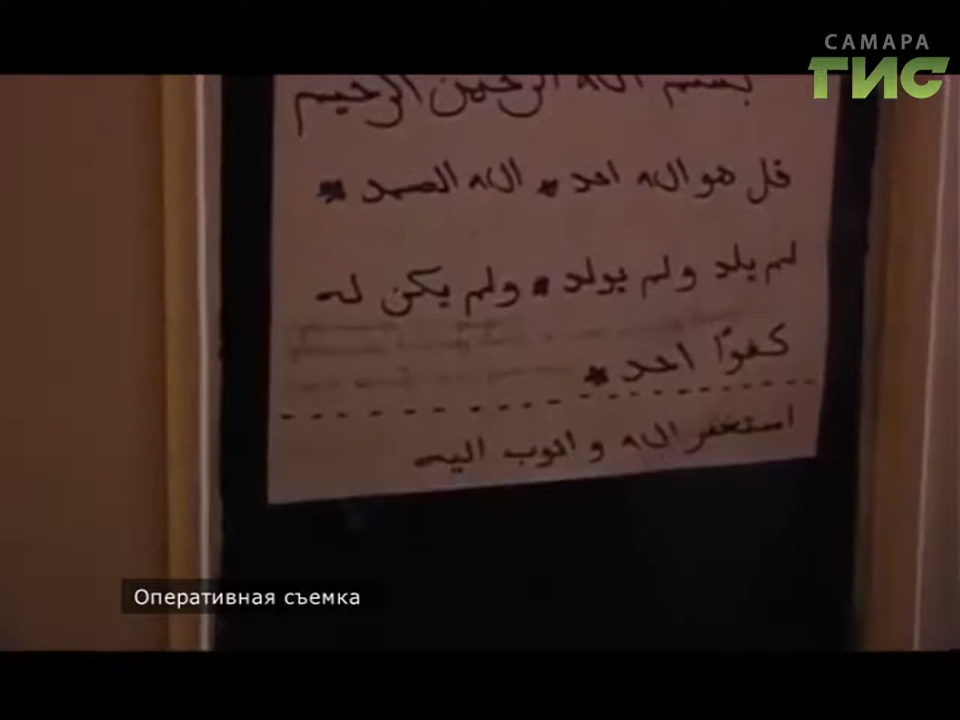 САМАРА
ГИС
بسم الله الرحمن الرحيم
قل هو الله احد * الله الصمد *
لم يلد ولم يولد * ولم يكن له
كفوًا احد *
استغفر الله و اتوب اليه
Оперативная съемка